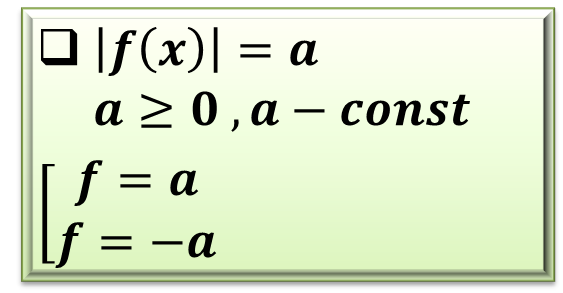 ❑ |f(x)| = a
a ≥ 0 , a − const
[ f = a
f = −a